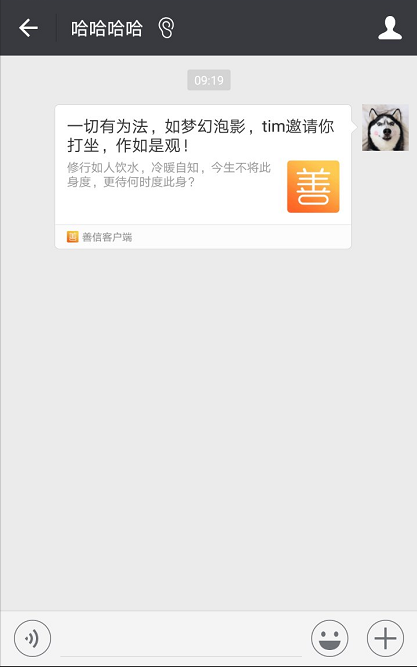 哈哈哈哈
09:19
一切有为法，如梦幻泡影，tim邀请你
打坐，作如是观！
修行如人饮水，冷暖自知，今生不将此
身度，更待何时度此身？
善
善 善信客户端